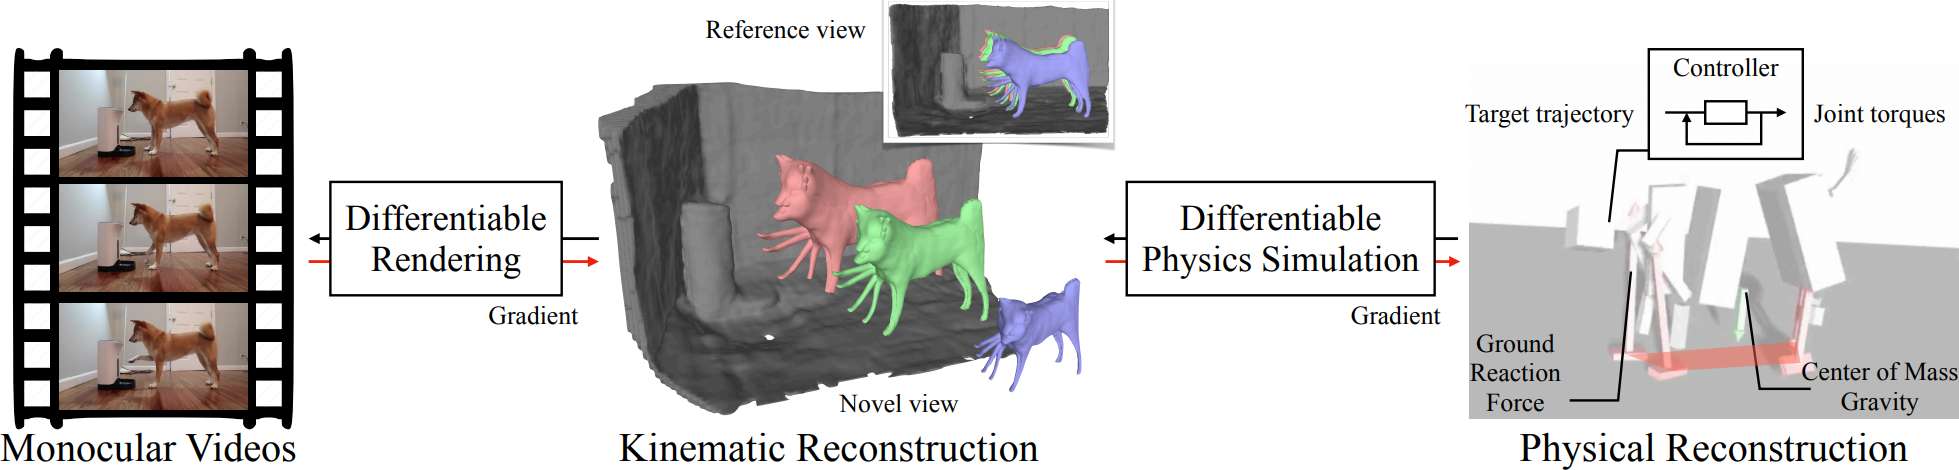 Reference view
Differentiable
Rendering
Gradient
Novel view
Differentiable
Physics Simulation
Gradient
Controller
Target trajectory
Joint torques
Ground
Reaction
Force
Center of Mass
Gravity
Monocular Videos
Kinematic Reconstruction
Physical Reconstruction